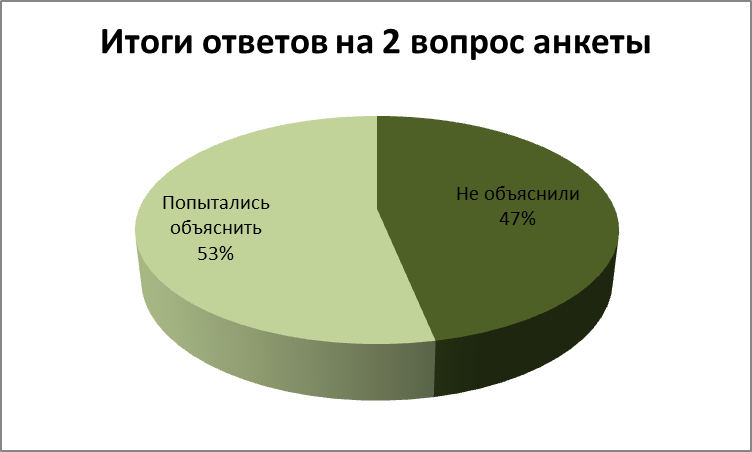 Итоги ответов на 2 вопрос анкеты
Попытались
объяснить
53%
Не объяснили
47%